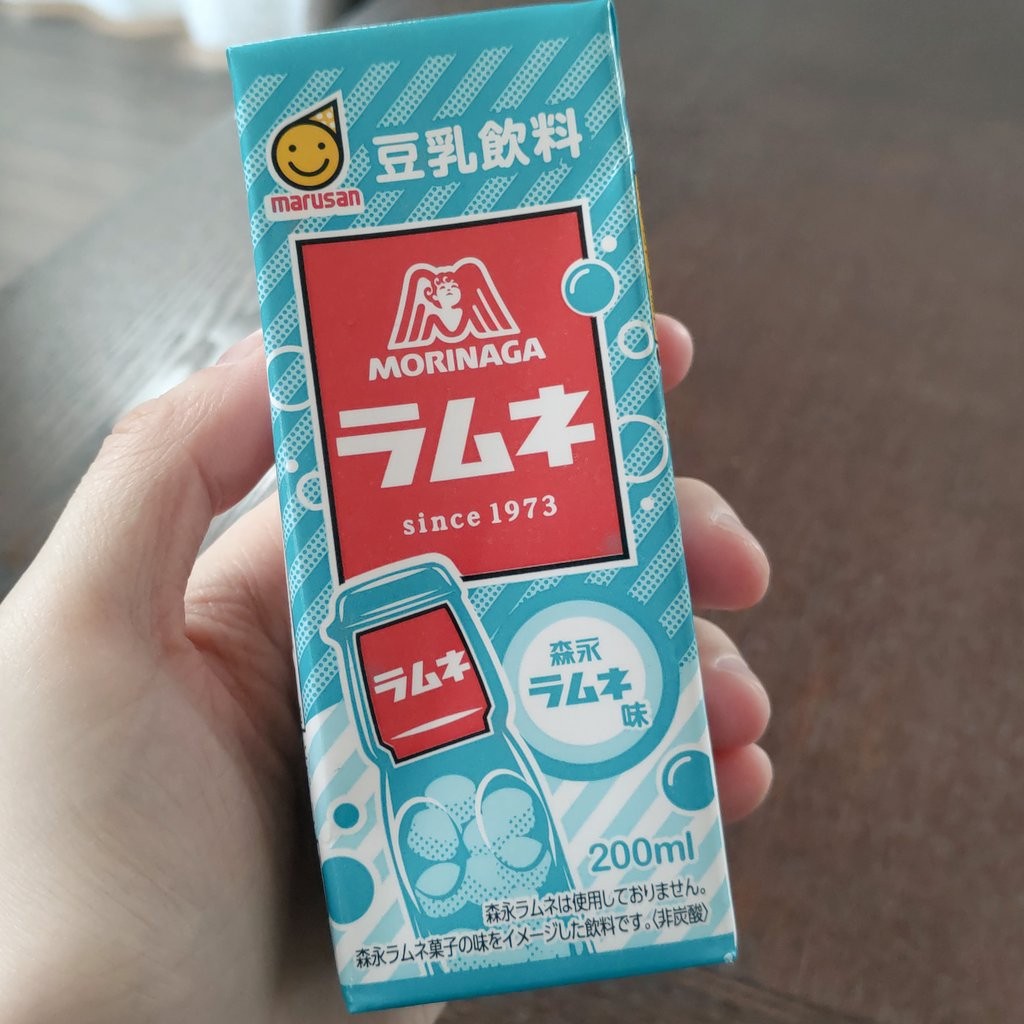 marusan
豆乳飲料
MORINAGA
ラムネ
since 1973
ラムネ
森永
ラムネ
味
200ml
森永ラムネは使用しておりません。
森永ラムネ菓子の味をイメージした飲料です。〈非炭酸〉